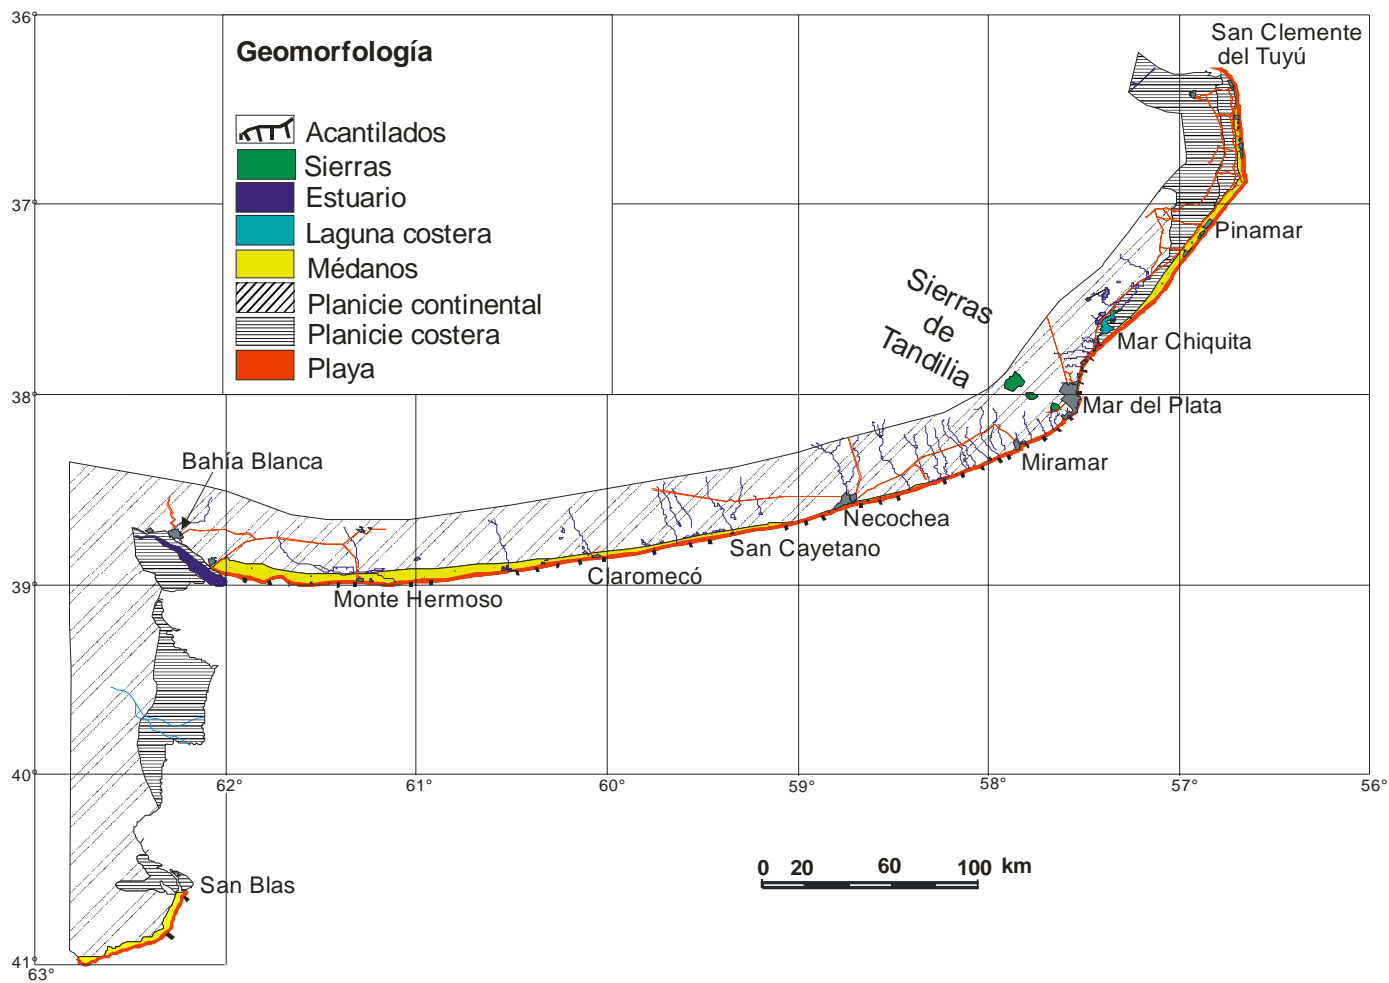 36°
San Clemente
del Tuyú
Geomorfología
Acantilados
Sierras
Estuario
Laguna costera
Médanos
Planicie continental
Planicie costera
Playa
37°
Pinamar
Sierras
de
Tandilia
Mar Chiquita
38°
Mar del Plata
Bahía Blanca
Miramar
Necochea
San Cayetano
Claromecó
39°
Monte Hermoso
40°
62°
61°
60°
59°
58°
57°
56°
0 20 60 100 km
San Blas
41°
63°